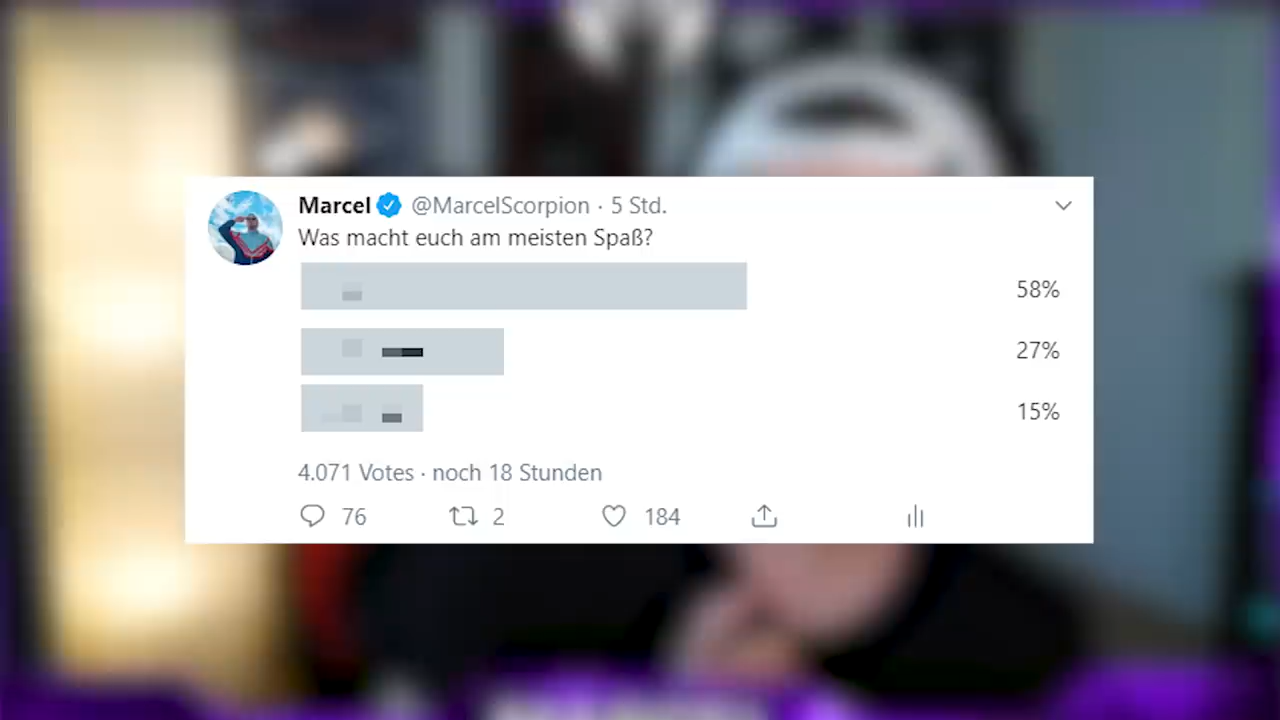 Marcel @MarcelScorpion · 5 Std.
Was macht euch am meisten Spaß?
58%
27%
15%
4.071 Votes · noch 18 Stunden
76 2 184